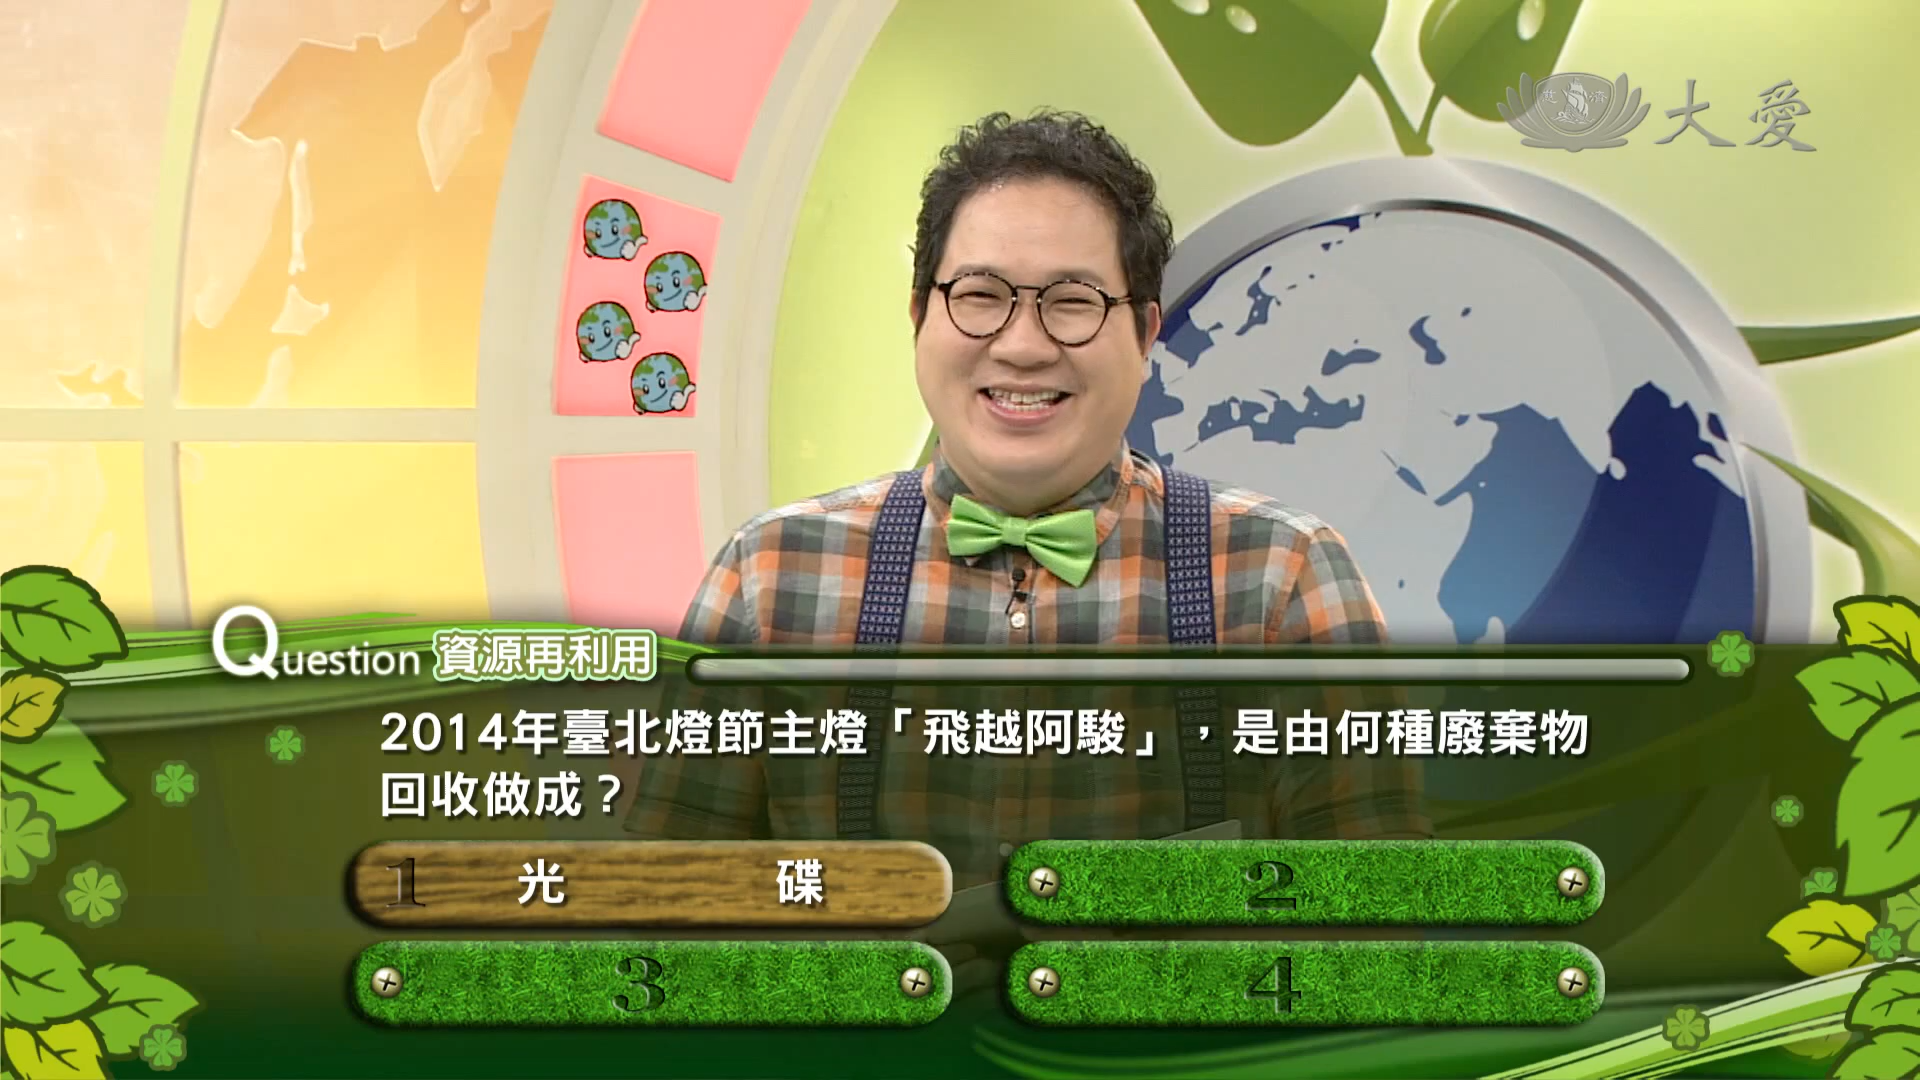 慈濟
大愛
Question 資源再利用
2014年臺北燈節主燈「飛越阿駿」，是由何種廢棄物
回收做成？
1 光碟
2
3
4